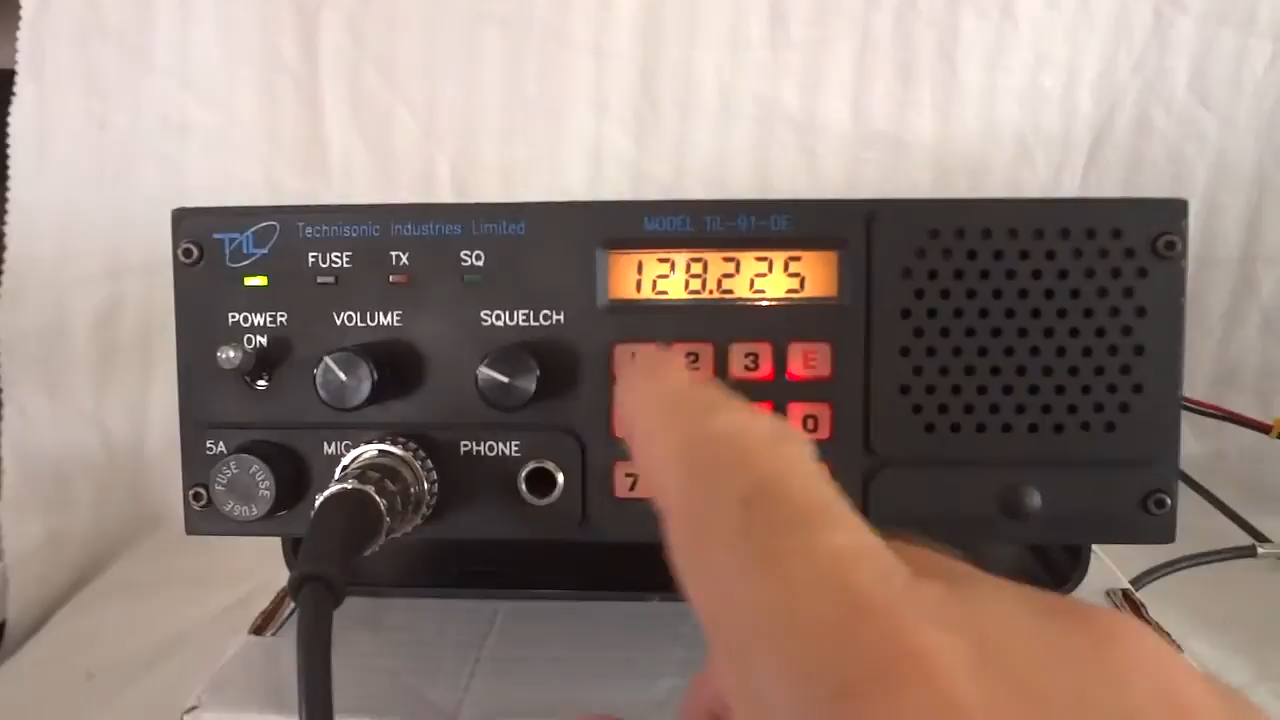 TiL Technisonic Industries Limited
MODEL TiL-91-DE
FUSE TX SQ
128.225
POWER
ON
VOLUME
SQUELCH
1 2 3 E
0
7
5A
MIC
PHONE
FUSE FUSE FUSE